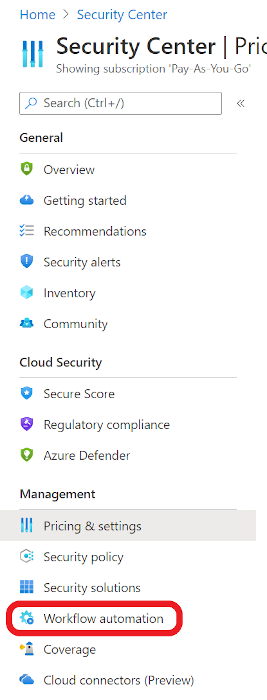 Home > Security Center
Security Center | Pric
Showing subscription 'Pay-As-You-Go'
Search (Ctrl+/)
«
General
Overview
Getting started
Recommendations
Security alerts
Inventory
Community
Cloud Security
Secure Score
Regulatory compliance
Azure Defender
Management
Pricing & settings
Security policy
Security solutions
Workflow automation
Coverage
Cloud connectors (Preview)